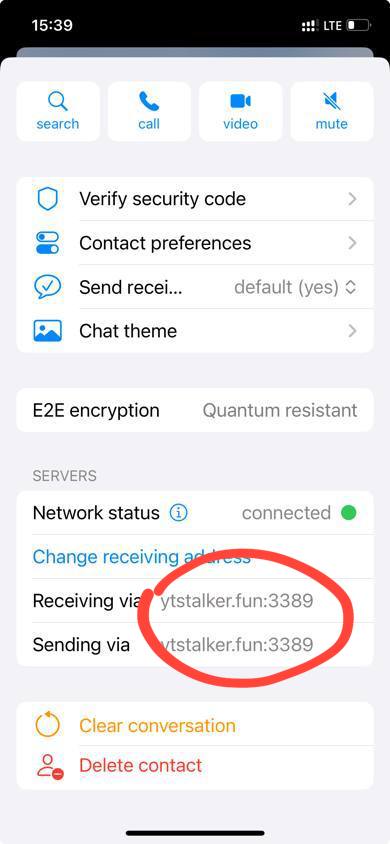 15:39 LTE
search call video mute
Verify security code
Contact preferences
Send recei... default (yes)
Chat theme
E2E encryption Quantum resistant
SERVERS
Network status connected
Change receiving address
Receiving via ytstalker.fun:3389
Sending via ytstalker.fun:3389
Clear conversation
Delete contact